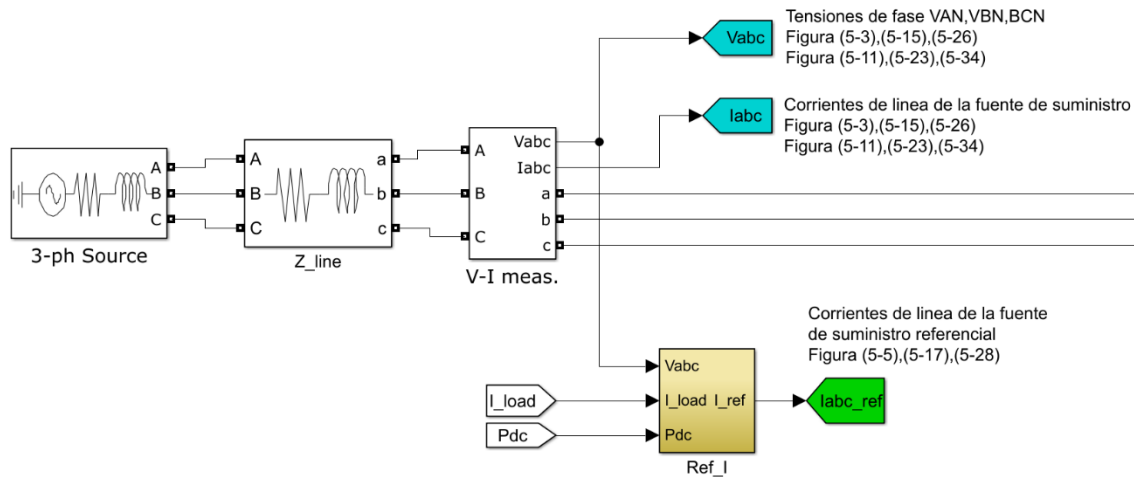 Tensiones de fase VAN,VBN,BCN
Figura (5-3),(5-15),(5-26)
Figura (5-11),(5-23),(5-34)
Vabc
Corrientes de linea de la fuente de suministro
Figura (5-3),(5-15),(5-26)
Figura (5-11),(5-23),(5-34)
Iabc
A
B
C
3-ph Source
A
B
C
a
b
c
Z_line
A
B
C
Vabc
Iabc
a
b
c
V-I meas.
Corrientes de linea de la fuente
de suministro referencial
Figura (5-5),(5-17),(5-28)
I_load
Pdc
Vabc
I_load I_ref
Pdc
Ref_I
Iabc_ref